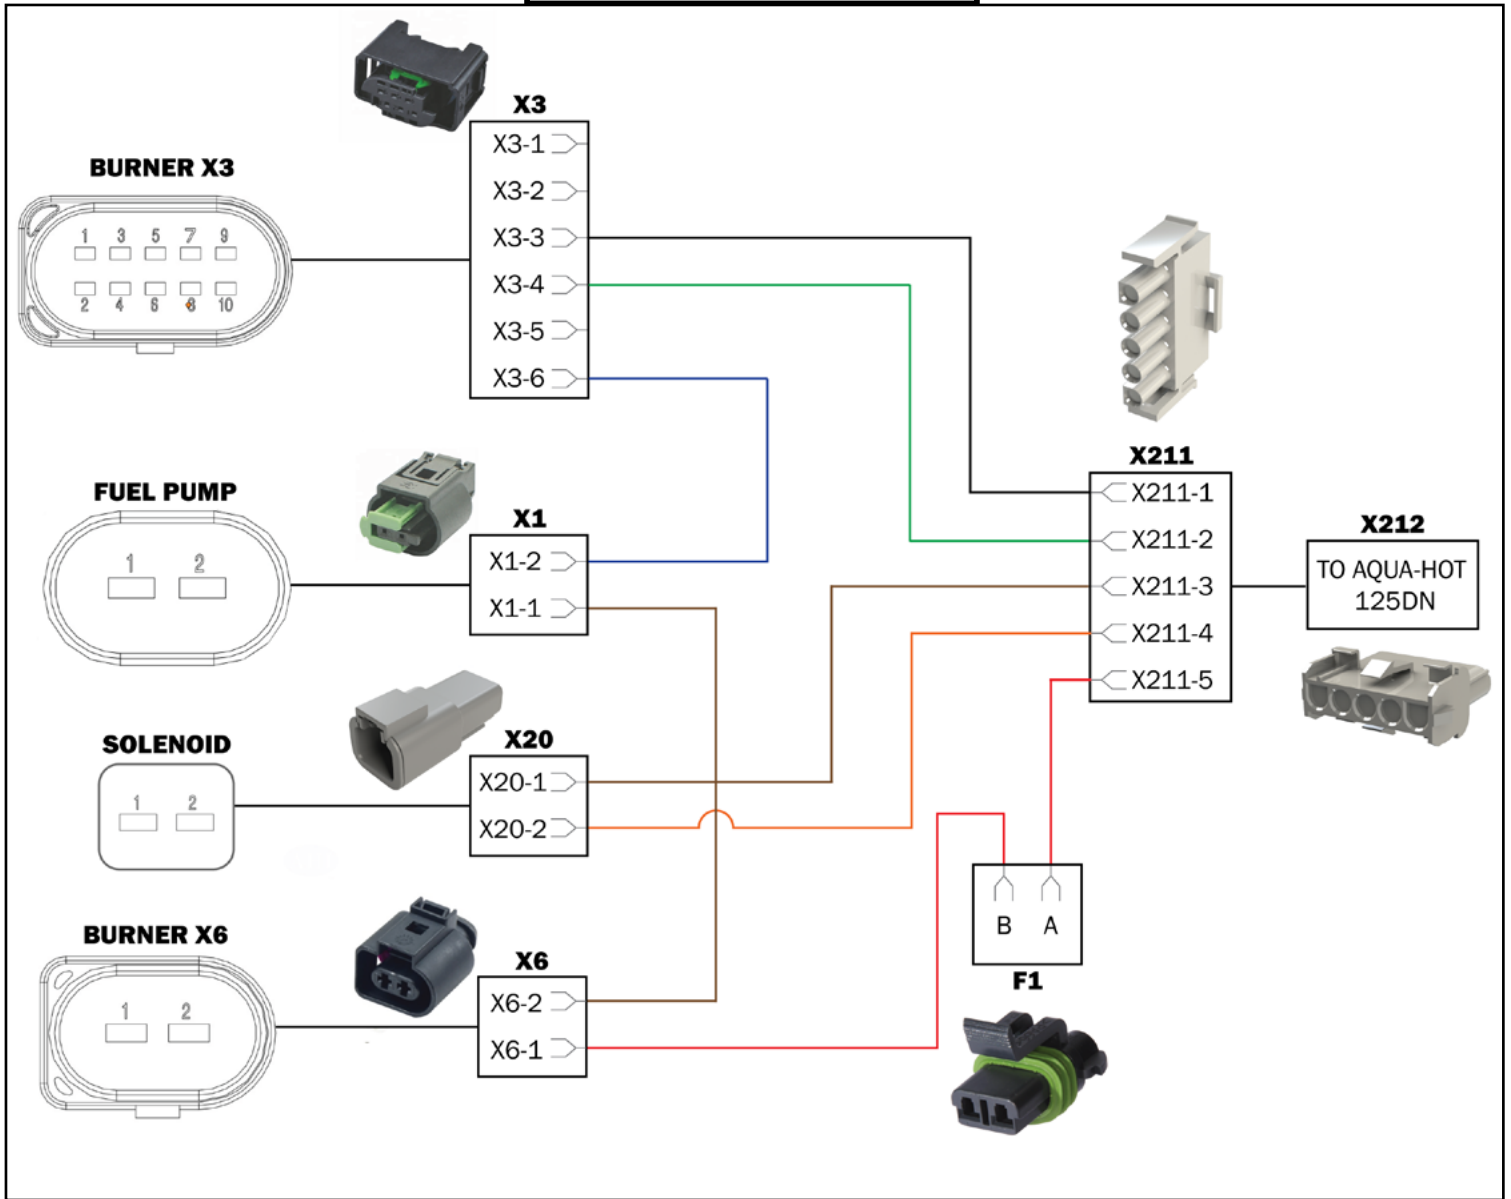 X3
X3-1
X3-2
X3-3
X3-4
X3-5
X3-6
BURNER X3
1 3 5 7 9
2 4 6 8 10
FUEL PUMP
1 2
X1
X1-2
X1-1
SOLENOID
1 2
X20
X20-1
X20-2
BURNER X6
1 2
X6
X6-2
X6-1
X211
X211-1
X211-2
X211-3
X211-4
X211-5
X212
TO AQUA-HOT
125DN
B A
F1